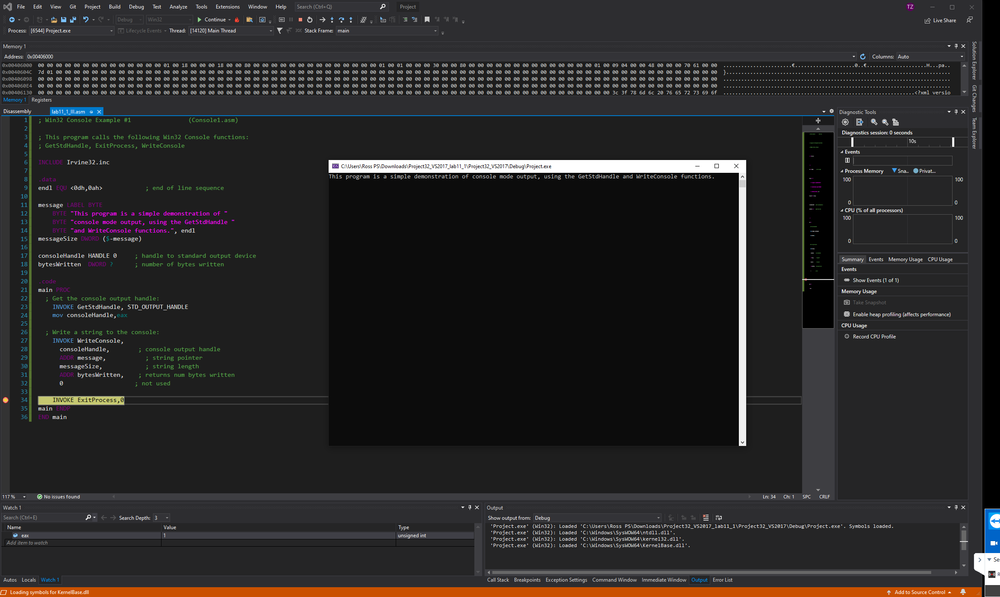 File Edit View Git Project Build Debug Test Analyze Tools Extensions Window Help Search (Ctrl+Q) Project TZ
Debug Win32 Continue Live Share
Process: [6544] Project.exe Lifecycle Events Thread: [14120] Main Thread Stack Frame: main
Memory 1
Address: 0x00406000 Columns: Auto
0x00406000 00 00 00 00 00 00 00 00 00 00 00 00 00 00 01 00 18 00 00 00 18 00 00 80 00 00 00 00 00 00 00 00 00 00 00 00 00 00 01 00 01 00 00 00 30 00 00 80 00 00 00 00 00 00 00 00 00 00 00 00 00 00 01 00 09 04 00 00 48 00 00 00 70 61 00 00 .......................€....................0..€....................H...pa..
0x0040604C 7d 01 00 00 00 00 00 00 00 00 00 00 00 00 00 00 00 00 00 00 00 00 00 00 00 00 00 00 00 00 00 00 00 00 00 00 00 00 00 00 00 00 00 00 00 00 00 00 00 00 00 00 00 00 00 00 00 00 00 00 00 00 00 00 00 00 00 00 00 00 00 00 00 00 00 00 }...........................................................................
0x00406098 00 00 00 00 00 00 00 00 00 00 00 00 00 00 00 00 00 00 00 00 00 00 00 00 00 00 00 00 00 00 00 00 00 00 00 00 00 00 00 00 00 00 00 00 00 00 00 00 00 00 00 00 00 00 00 00 00 00 00 00 00 00 00 00 00 00 00 00 00 00 00 00 00 00 00 00 ............................................................................
0x004060E4 00 00 00 00 00 00 00 00 00 00 00 00 00 00 00 00 00 00 00 00 00 00 00 00 00 00 00 00 00 00 00 00 00 00 00 00 00 00 00 00 00 00 00 00 00 00 00 00 00 00 00 00 00 00 00 00 00 00 00 00 00 00 00 00 00 00 00 00 00 00 00 00 00 00 00 00 ............................................................................
0x00406130 00 00 00 00 00 00 00 00 00 00 00 00 00 00 00 00 00 00 00 00 00 00 00 00 00 00 00 00 00 00 00 00 00 00 00 00 00 00 00 00 00 00 00 00 00 00 00 00 00 00 00 00 00 00 00 00 00 00 00 00 00 00 00 00 3c 3f 78 6d 6c 20 76 65 72 73 69 6f ................................................................<?xml versio
Memory 1 Registers
Solution Explorer
Git Changes
Team Explorer
Disassembly lab11_1_III.asm
1 ; Win32 Console Example #1 (Console1.asm)
2
3 ; This program calls the following Win32 Console functions:
4 ; GetStdHandle, ExitProcess, WriteConsole
5
6 INCLUDE Irvine32.inc
7
8 .data
9 endl EQU <0dh,0ah> ; end of line sequence
10
11 message LABEL BYTE
12 BYTE "This program is a simple demonstration of "
13 BYTE "console mode output, using the GetStdHandle "
14 BYTE "and WriteConsole functions.", endl
15 messageSize DWORD ($-message)
16
17 consoleHandle HANDLE 0 ; handle to standard output device
18 bytesWritten DWORD ? ; number of bytes written
19
20 .code
21 main PROC
22 ; Get the console output handle:
23 INVOKE GetStdHandle, STD_OUTPUT_HANDLE
24 mov consoleHandle,eax
25
26 ; Write a string to the console:
27 INVOKE WriteConsole,
28 consoleHandle, ; console output handle
29 ADDR message, ; string pointer
30 messageSize, ; string length
31 ADDR bytesWritten, ; returns num bytes written
32 0 ; not used
33
34 INVOKE ExitProcess,0
35 main ENDP
36 END main
C:\Users\Ross PS\Downloads\Project32_VS2017_lab11_1\Project32_VS2017\Debug\Project.exe
This program is a simple demonstration of console mode output, using the GetStdHandle and WriteConsole functions.
Diagnostic Tools
Diagnostics session: 0 seconds
10s
Events
Process Memory Sna.. Privat...
100 100
0 0
CPU (% of all processors)
100 100
0 0
Summary Events Memory Usage CPU Usage
Events
Show Events (1 of 1)
Memory Usage
Take Snapshot
Enable heap profiling (affects performance)
CPU Usage
Record CPU Profile
117 % No issues found Ln: 34 Ch: 1 SPC CRLF
Watch 1
Search (Ctrl+E) Search Depth: 3
Name Value Type
eax 1 unsigned int
Add item to watch
Autos Locals Watch 1
Output
Show output from: Debug
'Project.exe' (Win32): Loaded 'C:\Users\Ross PS\Downloads\Project32_VS2017_lab11_1\Project32_VS2017\Debug\Project.exe'. Symbols loaded.
'Project.exe' (Win32): Loaded 'C:\Windows\SysWOW64\ntdll.dll'.
'Project.exe' (Win32): Loaded 'C:\Windows\SysWOW64\kernel32.dll'.
'Project.exe' (Win32): Loaded 'C:\Windows\SysWOW64\KernelBase.dll'.
Call Stack Breakpoints Exception Settings Command Window Immediate Window Output Error List
Se
R
Loading symbols for KernelBase.dll Add to Source Control